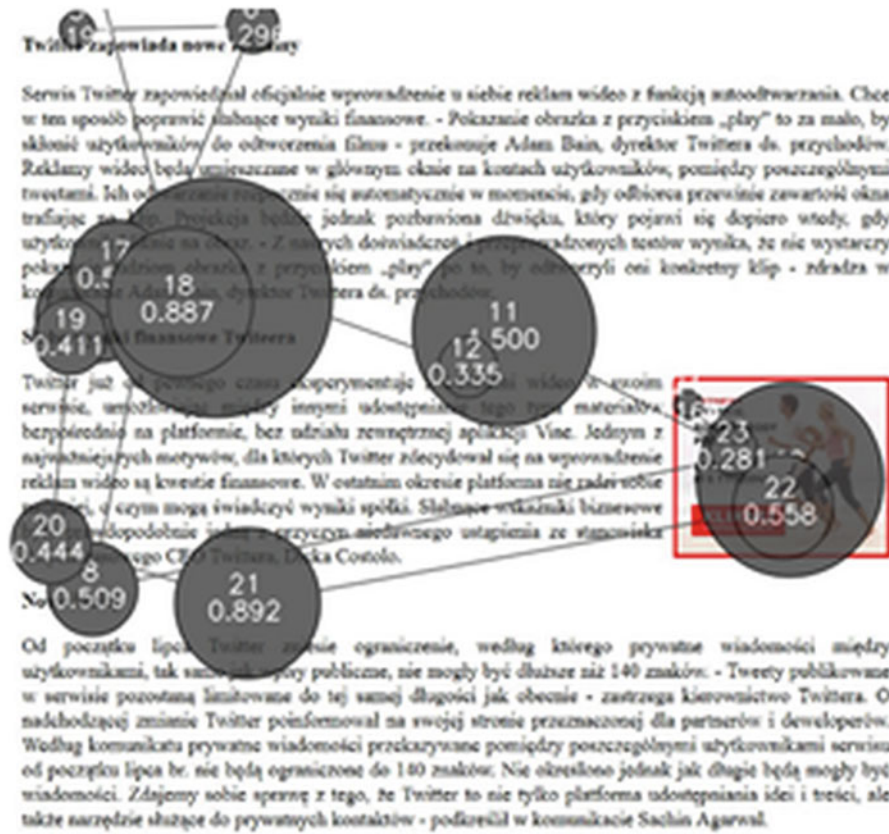 19 298
Twitter zapowiada nowe
Serwis Twitter zapowiedział oficjalnie wprowadzenie u siebie reklam wideo z funkcją autoodtwarzania. Chce
w ten sposób poprawić słabnące wyniki finansowe. - Pokazanie obrazka z przyciskiem „play” to za mało, by
skłonić użytkowników do odtworzenia filmu - przekonuje Adam Bain, dyrektor Twittera ds. przychodów.
Reklamy wideo będą umieszczane w głównym oknie na kontach użytkowników, pomiędzy poszczególnymi
tweetami. Ich odtwarzanie rozpocznie się automatycznie w momencie, gdy odbiorca przewinie zawartość okna
trafiając na klip. Projekcja będzie jednak pozbawiona dźwięku, który pojawi się dopiero wtedy, gdy
17 na obraz. - Z naszych doświadczeń i przeprowadzonych testów wynika, że nie wystarczy
0.5 obrazka z przyciskiem „play” po to, by odtworzyli oni konkretny klip - zdradza w
18 Adam Bain, dyrektor Twittera ds. przychodów.
0.887
11
1.500
19
0.411
finansowe Twitteera
12
0.335
Twitter już od pewnego czasu eksperymentuje wideo w swoim
serwisie, umożliwiając między innymi udostępnianie tego typu materiałów
bezpośrednio na platformie, bez udziału zewnętrznej aplikacji Vine. Jednym z
najważniejszych motywów, dla których Twitter zdecydował się na wprowadzenie
reklam wideo są kwestie finansowe. W ostatnim okresie platforma nie radzi sobie
o czym mogą świadczyć wyniki spółki. Słabnące wskaźniki biznesowe
jedną z przyczyn niedawnego ustąpienia ze stanowiska
Twittera, Dicka Costolo.
23
0.281
22
0.558
20
0.444
8
0.509
21
0.892
Od początku lipca Twitter zniesie ograniczenie, według którego prywatne wiadomości między
użytkownikami, tak samo jak wpisy publiczne, nie mogły być dłuższe niż 140 znaków. - Tweety publikowane
w serwisie pozostaną limitowane do tej samej długości jak obecnie - zastrzega kierownictwo Twittera. O
nadchodzącej zmianie Twitter poinformował na swojej stronie przeznaczonej dla partnerów i deweloperów.
Według komunikatu prywatne wiadomości przekazywane pomiędzy poszczególnymi użytkownikami serwisu
od początku lipca br. nie będą ograniczone do 140 znaków. Nie określono jednak jak długie będą mogły być
wiadomości. Zdajemy sobie sprawę z tego, że Twitter to nie tylko platforma udostępniania idei i treści, ale
także narzędzie służące do prywatnych kontaktów - podkreślił w komunikacie Sachin Agarwal.